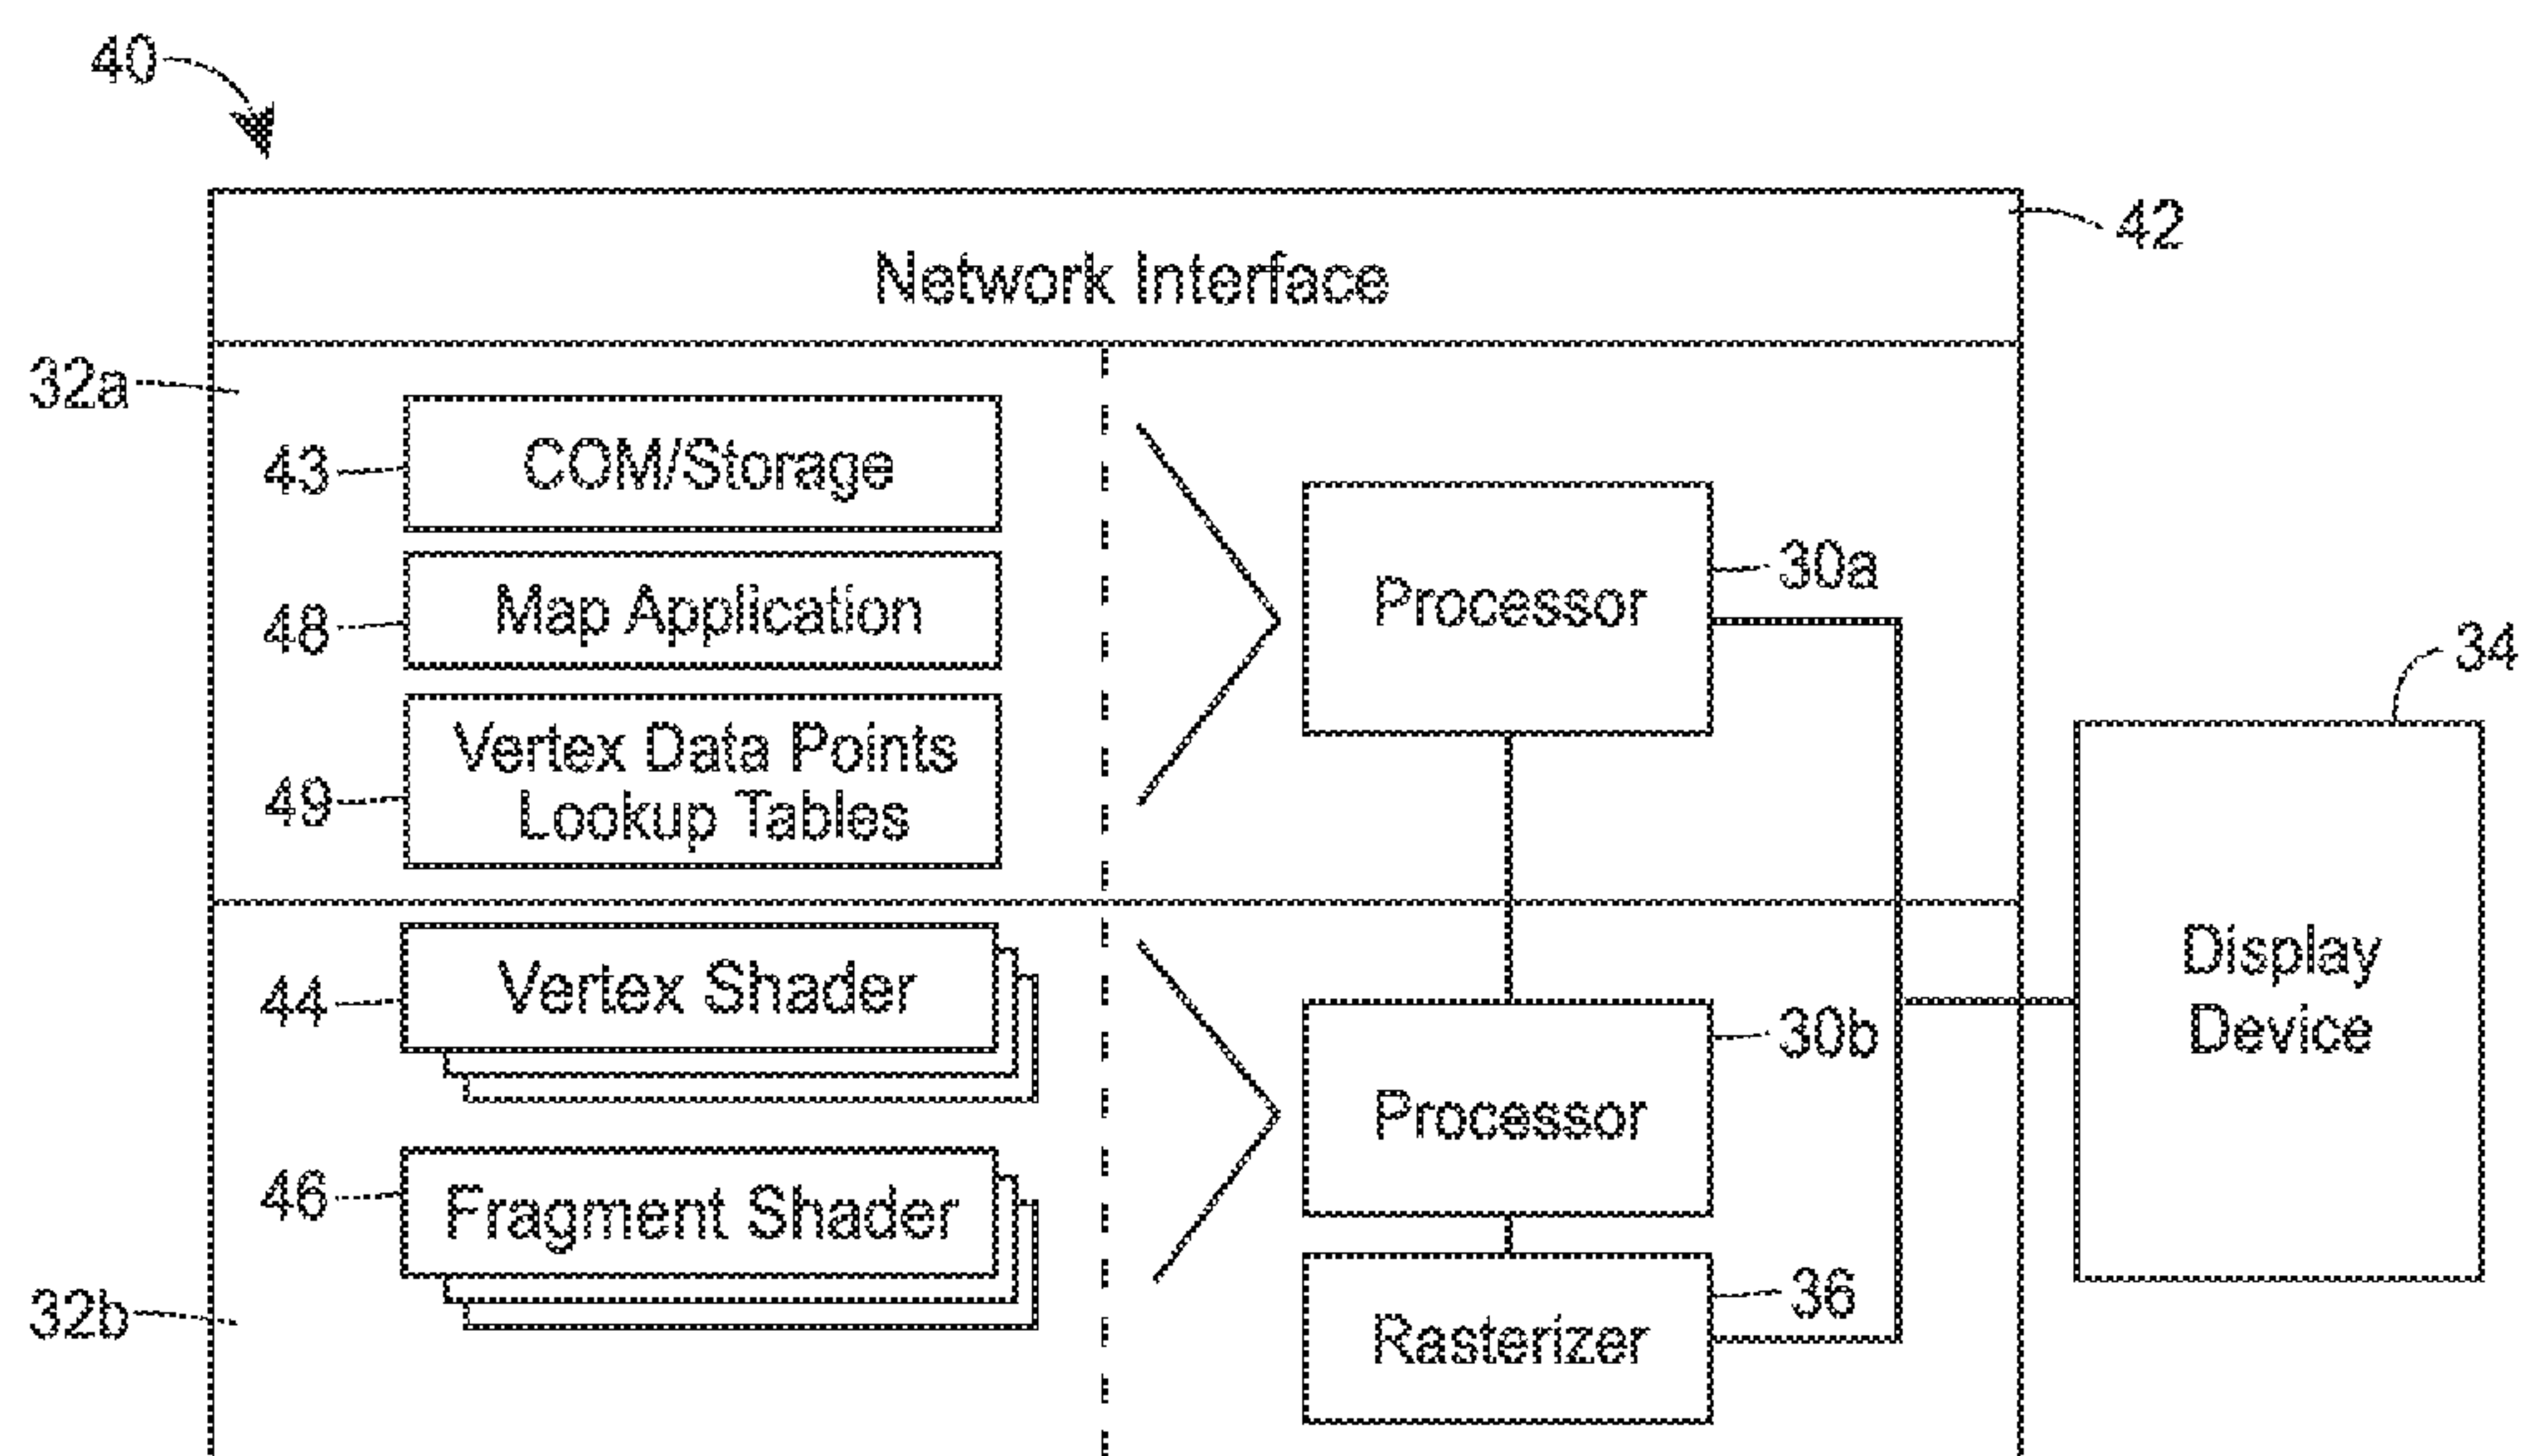 40
42
Network Interface
32a
43
COM/Storage
48
Map Application
49
Vertex Data Points
Lookup Tables
Processor
30a
34
Display
Device
44
Vertex Shader
46
Fragment Shader
32b
Processor
30b
Rasterizer
36